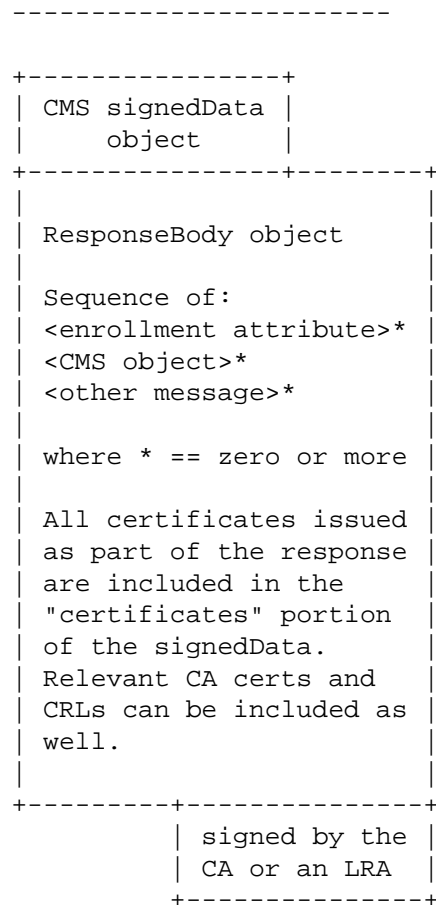 ------------------------
+----------------+
| CMS signedData |
|     object     |
+----------------+--------+
|                         |
| ResponseBody object     |
|                         |
| Sequence of:            |
| <enrollment attribute>* |
| <CMS object>*           |
| <other message>*        |
|                         |
| where * == zero or more |
|                         |
| All certificates issued |
| as part of the response |
| are included in the     |
| "certificates" portion  |
| of the signedData.      |
| Relevant CA certs and   |
| CRLs can be included as |
| well.                   |
|                         |
+---------+---------------+
          | signed by the |
          | CA or an LRA  |
          +---------------+